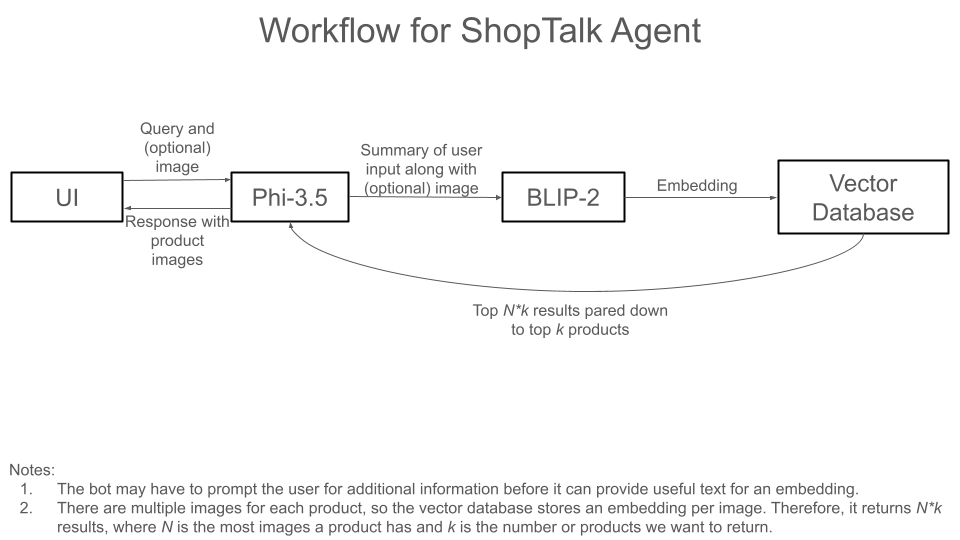 Workflow for ShopTalk Agent
Query and
(optional)
image
Summary of user
input along with
(optional) image
Embedding
UI
Phi-3.5
BLIP-2
Vector
Database
Response with
product
images
Top N*k results pared down
to top k products
Notes:
1. The bot may have to prompt the user for additional information before it can provide useful text for an embedding.
2. There are multiple images for each product, so the vector database stores an embedding per image. Therefore, it returns N*k
results, where N is the most images a product has and k is the number or products we want to return.